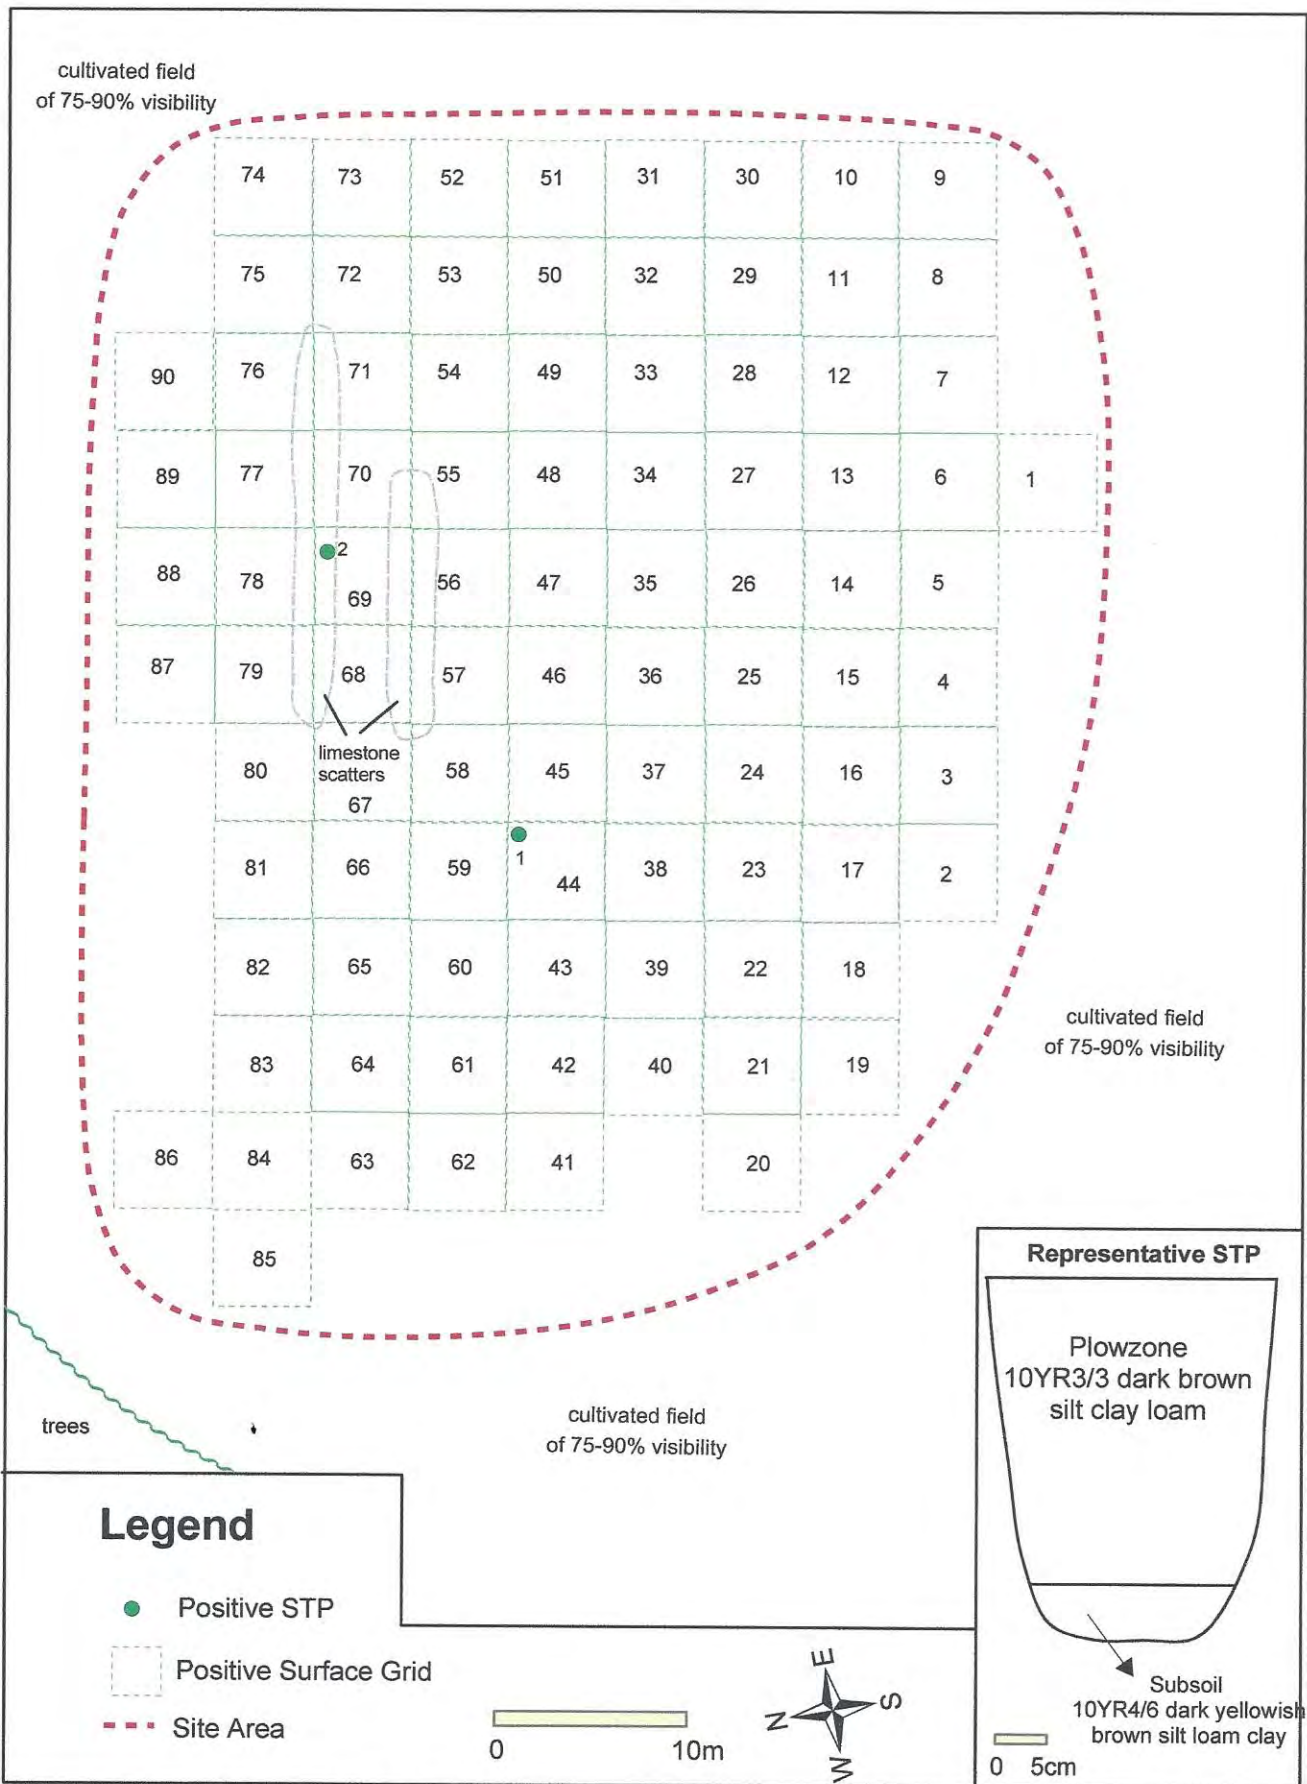 cultivated field
of 75-90% visibility
74 73 52 51 31 30 10 9
75 72 53 50 32 29 11 8
90 76 71 54 49 33 28 12 7
89 77 70 55 48 34 27 13 6 1
2
88 78 69 56 47 35 26 14 5
87 79 68 57 46 36 25 15 4
limestone
scatters
80 67 58 45 37 24 16 3
1
81 66 59 44 38 23 17 2
82 65 60 43 39 22 18
cultivated field
of 75-90% visibility
83 64 61 42 40 21 19
86 84 63 62 41 20
85
Representative STP
Plowzone
10YR3/3 dark brown
silt clay loam
trees
cultivated field
of 75-90% visibility
Legend
Positive STP
Positive Surface Grid
Site Area
0 10m
E
S
N
W
Subsoil
10YR4/6 dark yellowish
brown silt loam clay
0 5cm